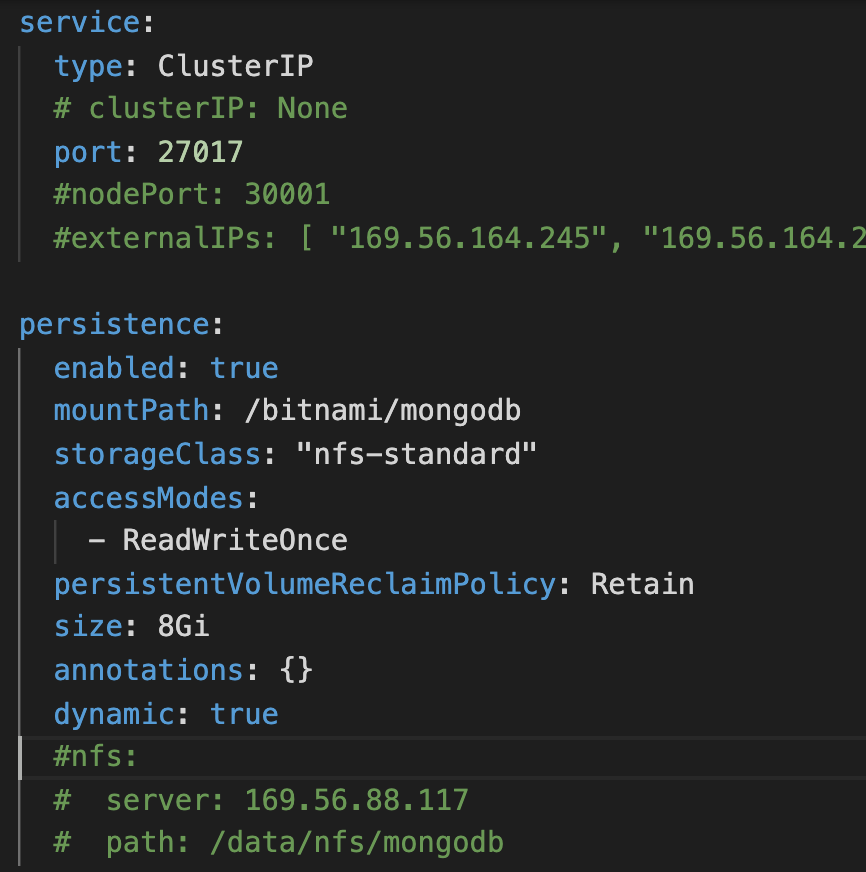 service:
  type: ClusterIP
  # clusterIP: None
  port: 27017
  #nodePort: 30001
  #externalIPs: [ "169.56.164.245", "169.56.164.2

persistence:
  enabled: true
  mountPath: /bitnami/mongodb
  storageClass: "nfs-standard"
  accessModes:
    - ReadWriteOnce
  persistentVolumeReclaimPolicy: Retain
  size: 8Gi
  annotations: {}
  dynamic: true
  #nfs:
  #  server: 169.56.88.117
  #  path: /data/nfs/mongodb